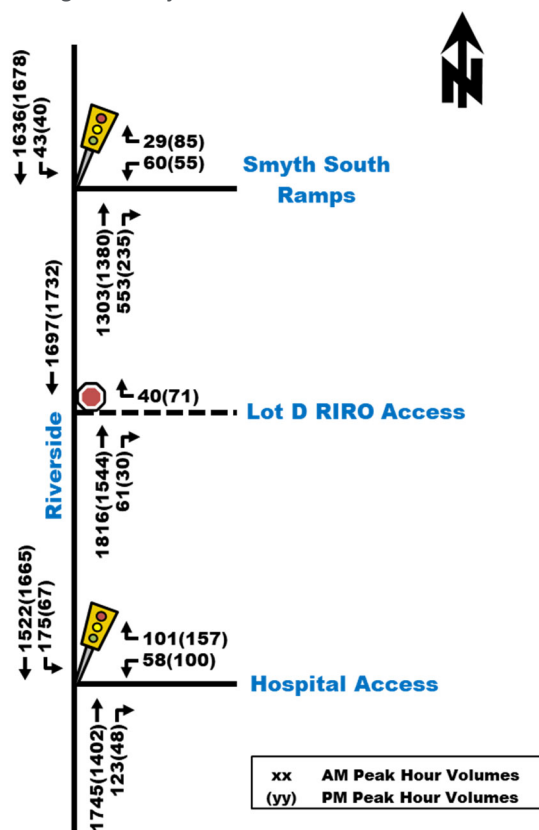 N
1636(1678)
43(40)
29(85)
60(55)
Smyth South
Ramps
1303(1380)
553(235)
1697(1732)
40(71)
Lot D RIRO Access
Riverside
1816(1544)
61(30)
1522(1665)
175(67)
101(157)
58(100)
Hospital Access
1745(1402)
123(48)
xx AM Peak Hour Volumes
(yy) PM Peak Hour Volumes